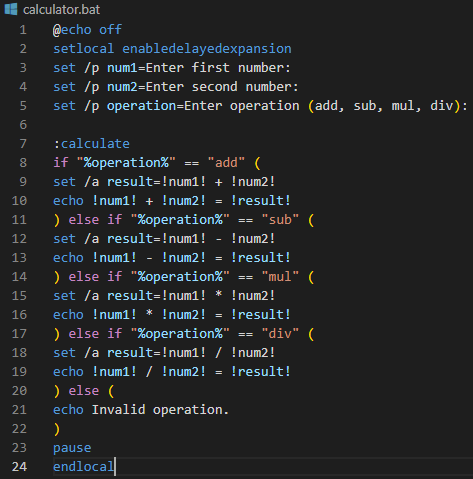 calculator.bat
1 @echo off
2 setlocal enabledelayedexpansion
3 set /p num1=Enter first number:
4 set /p num2=Enter second number:
5 set /p operation=Enter operation (add, sub, mul, div):
6
7 :calculate
8 if "%operation%" == "add" (
9 set /a result=!num1! + !num2!
10 echo !num1! + !num2! = !result!
11 ) else if "%operation%" == "sub" (
12 set /a result=!num1! - !num2!
13 echo !num1! - !num2! = !result!
14 ) else if "%operation%" == "mul" (
15 set /a result=!num1! * !num2!
16 echo !num1! * !num2! = !result!
17 ) else if "%operation%" == "div" (
18 set /a result=!num1! / !num2!
19 echo !num1! / !num2! = !result!
20 ) else (
21 echo Invalid operation.
22 )
23 pause
24 endlocal